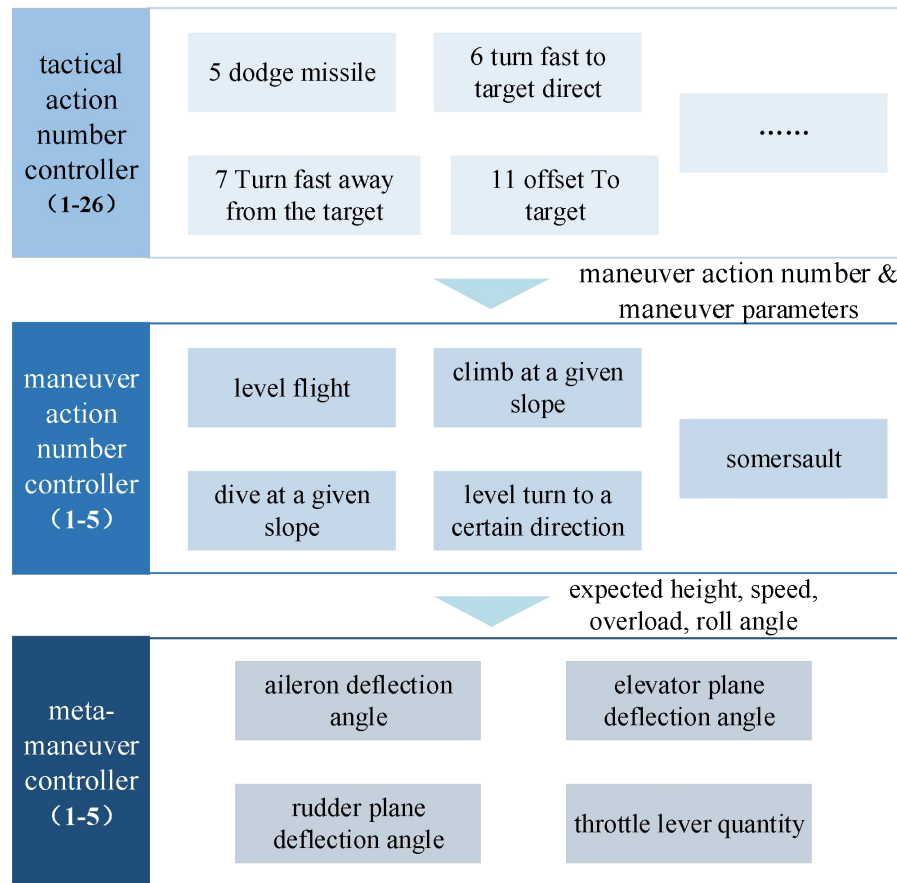 tactical
action
number
controller
（1-26）
5 dodge missile
6 turn fast to
target direct
……
7 Turn fast away
from the target
11 offset To
target
maneuver action number &
maneuver parameters
maneuver
action
number
controller
（1-5）
level flight
climb at a given
slope
somersault
dive at a given
slope
level turn to a
certain direction
expected height, speed,
overload, roll angle
meta-
maneuver
controller
（1-5）
aileron deflection
angle
elevator plane
deflection angle
rudder plane
deflection angle
throttle lever quantity